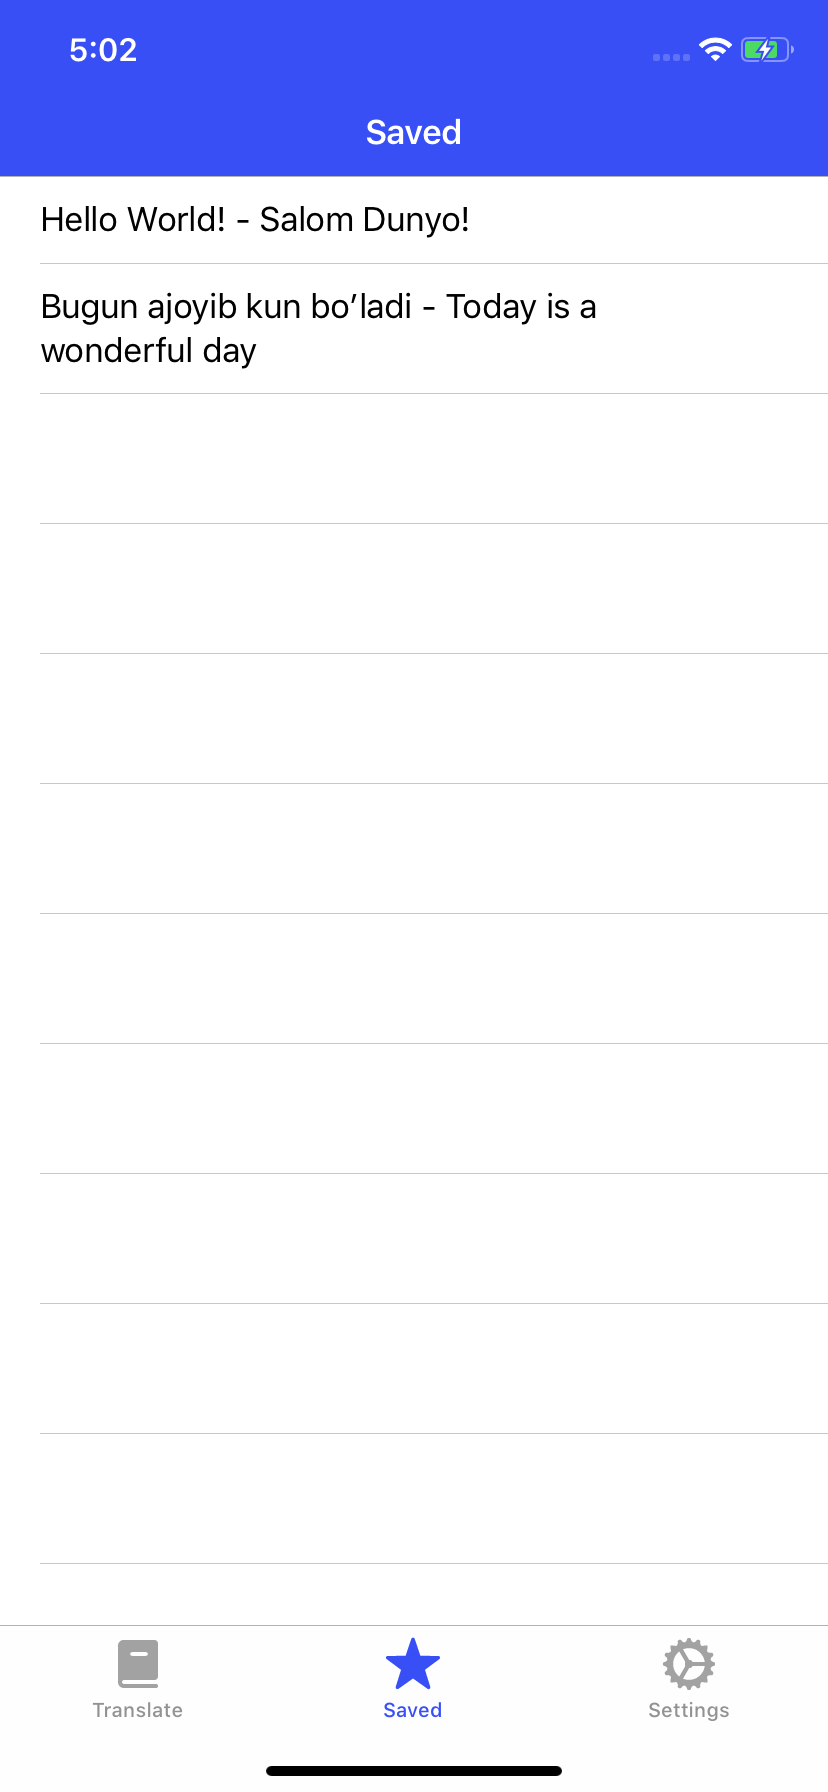 5:02
Saved
Hello World! - Salom Dunyo!
Bugun ajoyib kun bo’ladi - Today is a
wonderful day
Translate
Saved
Settings